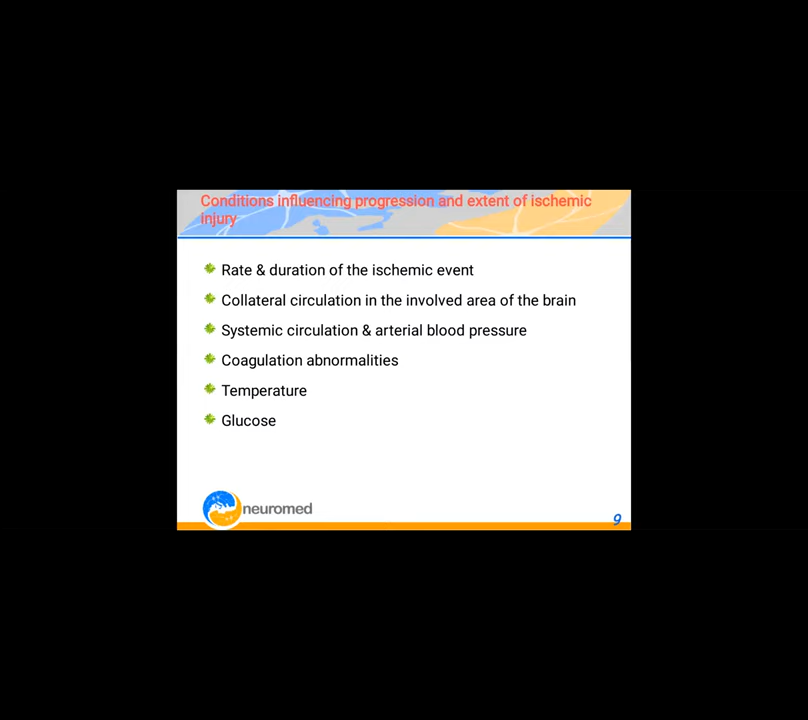 Conditions influencing progression and extent of ischemic
injury
Rate & duration of the ischemic event
Collateral circulation in the involved area of the brain
Systemic circulation & arterial blood pressure
Coagulation abnormalities
Temperature
Glucose
neuromed
9